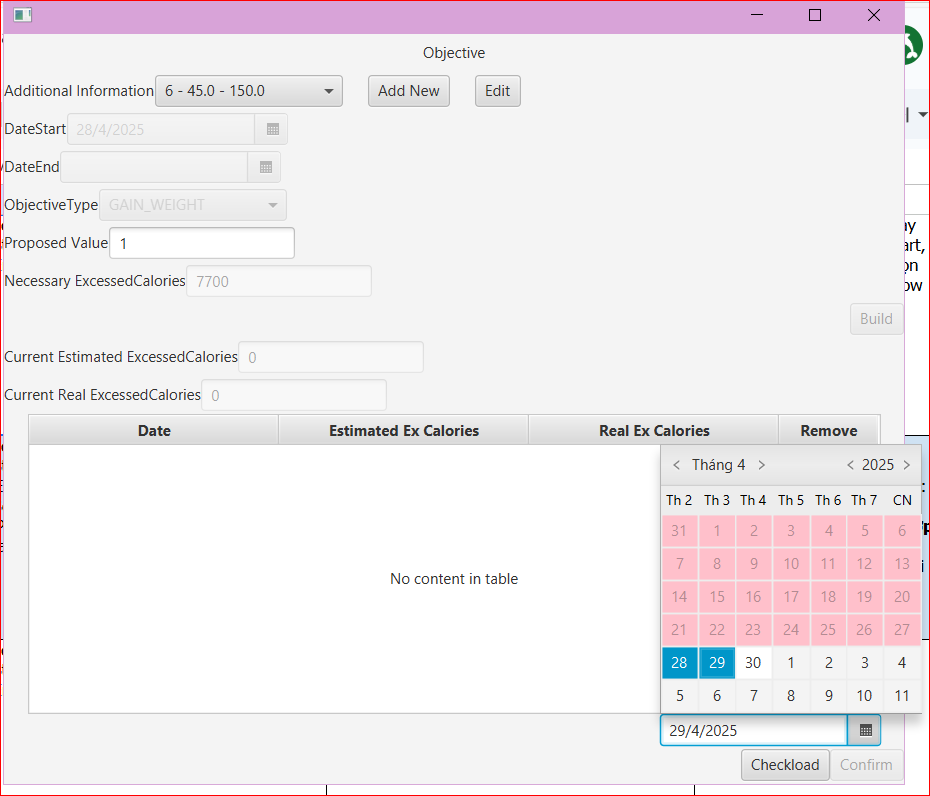 Objective
Additional Information 6 - 45.0 - 150.0 Add New Edit
DateStart 28/4/2025
DateEnd
ObjectiveType GAIN_WEIGHT
Proposed Value 1
Necessary ExcessedCalories 7700
Build
Current Estimated ExcessedCalories 0
Current Real ExcessedCalories 0
Date Estimated Ex Calories Real Ex Calories Remove
No content in table
< Tháng 4 > < 2025 >
Th 2 Th 3 Th 4 Th 5 Th 6 Th 7 CN
31 1 2 3 4 5 6
7 8 9 10 11 12 13
14 15 16 17 18 19 20
21 22 23 24 25 26 27
28 29 30 1 2 3 4
5 6 7 8 9 10 11
29/4/2025
Checkload Confirm